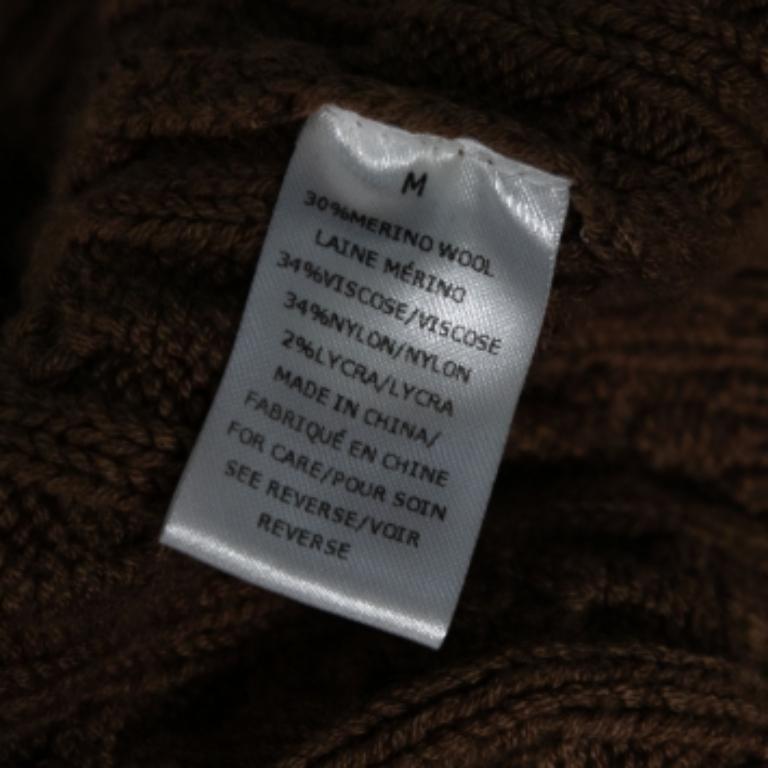 M
30%MERINO WOOL
LAINE MÉRINO
34%VISCOSE/VISCOSE
34%NYLON/NYLON
2%LYCRA/LYCRA
MADE IN CHINA/
FABRIQUÉ EN CHINE
FOR CARE/POUR SOIN
SEE REVERSE/VOIR
REVERSE